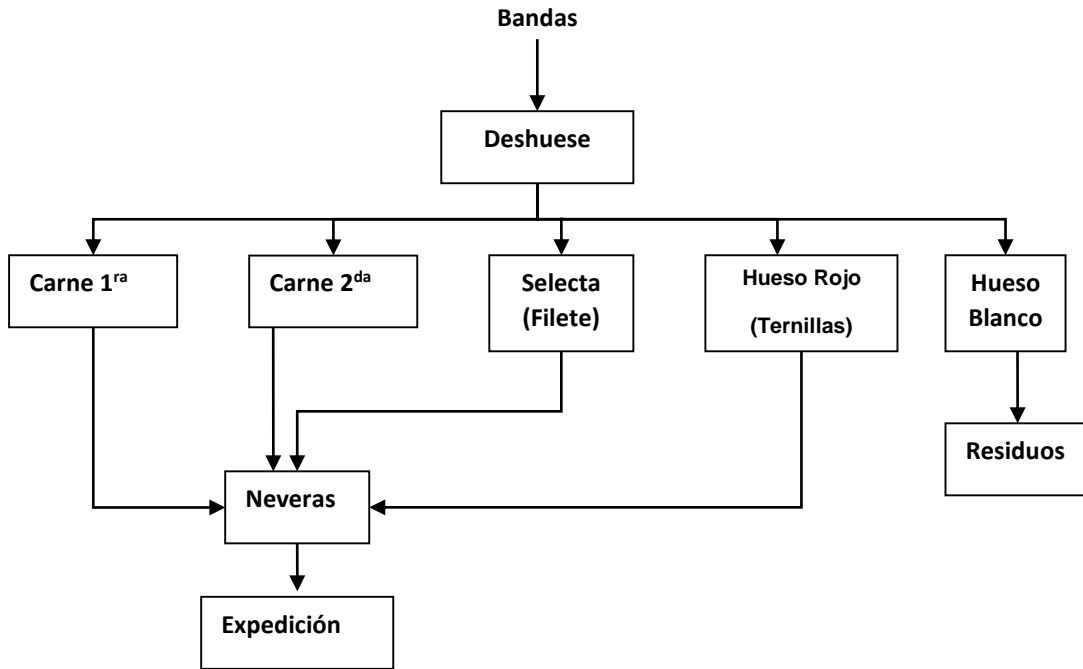 Bandas
Deshuese
Carne 1ra
Carne 2da
Selecta
(Filete)
Hueso Rojo
(Ternillas)
Hueso
Blanco
Residuos
Neveras
Expedición